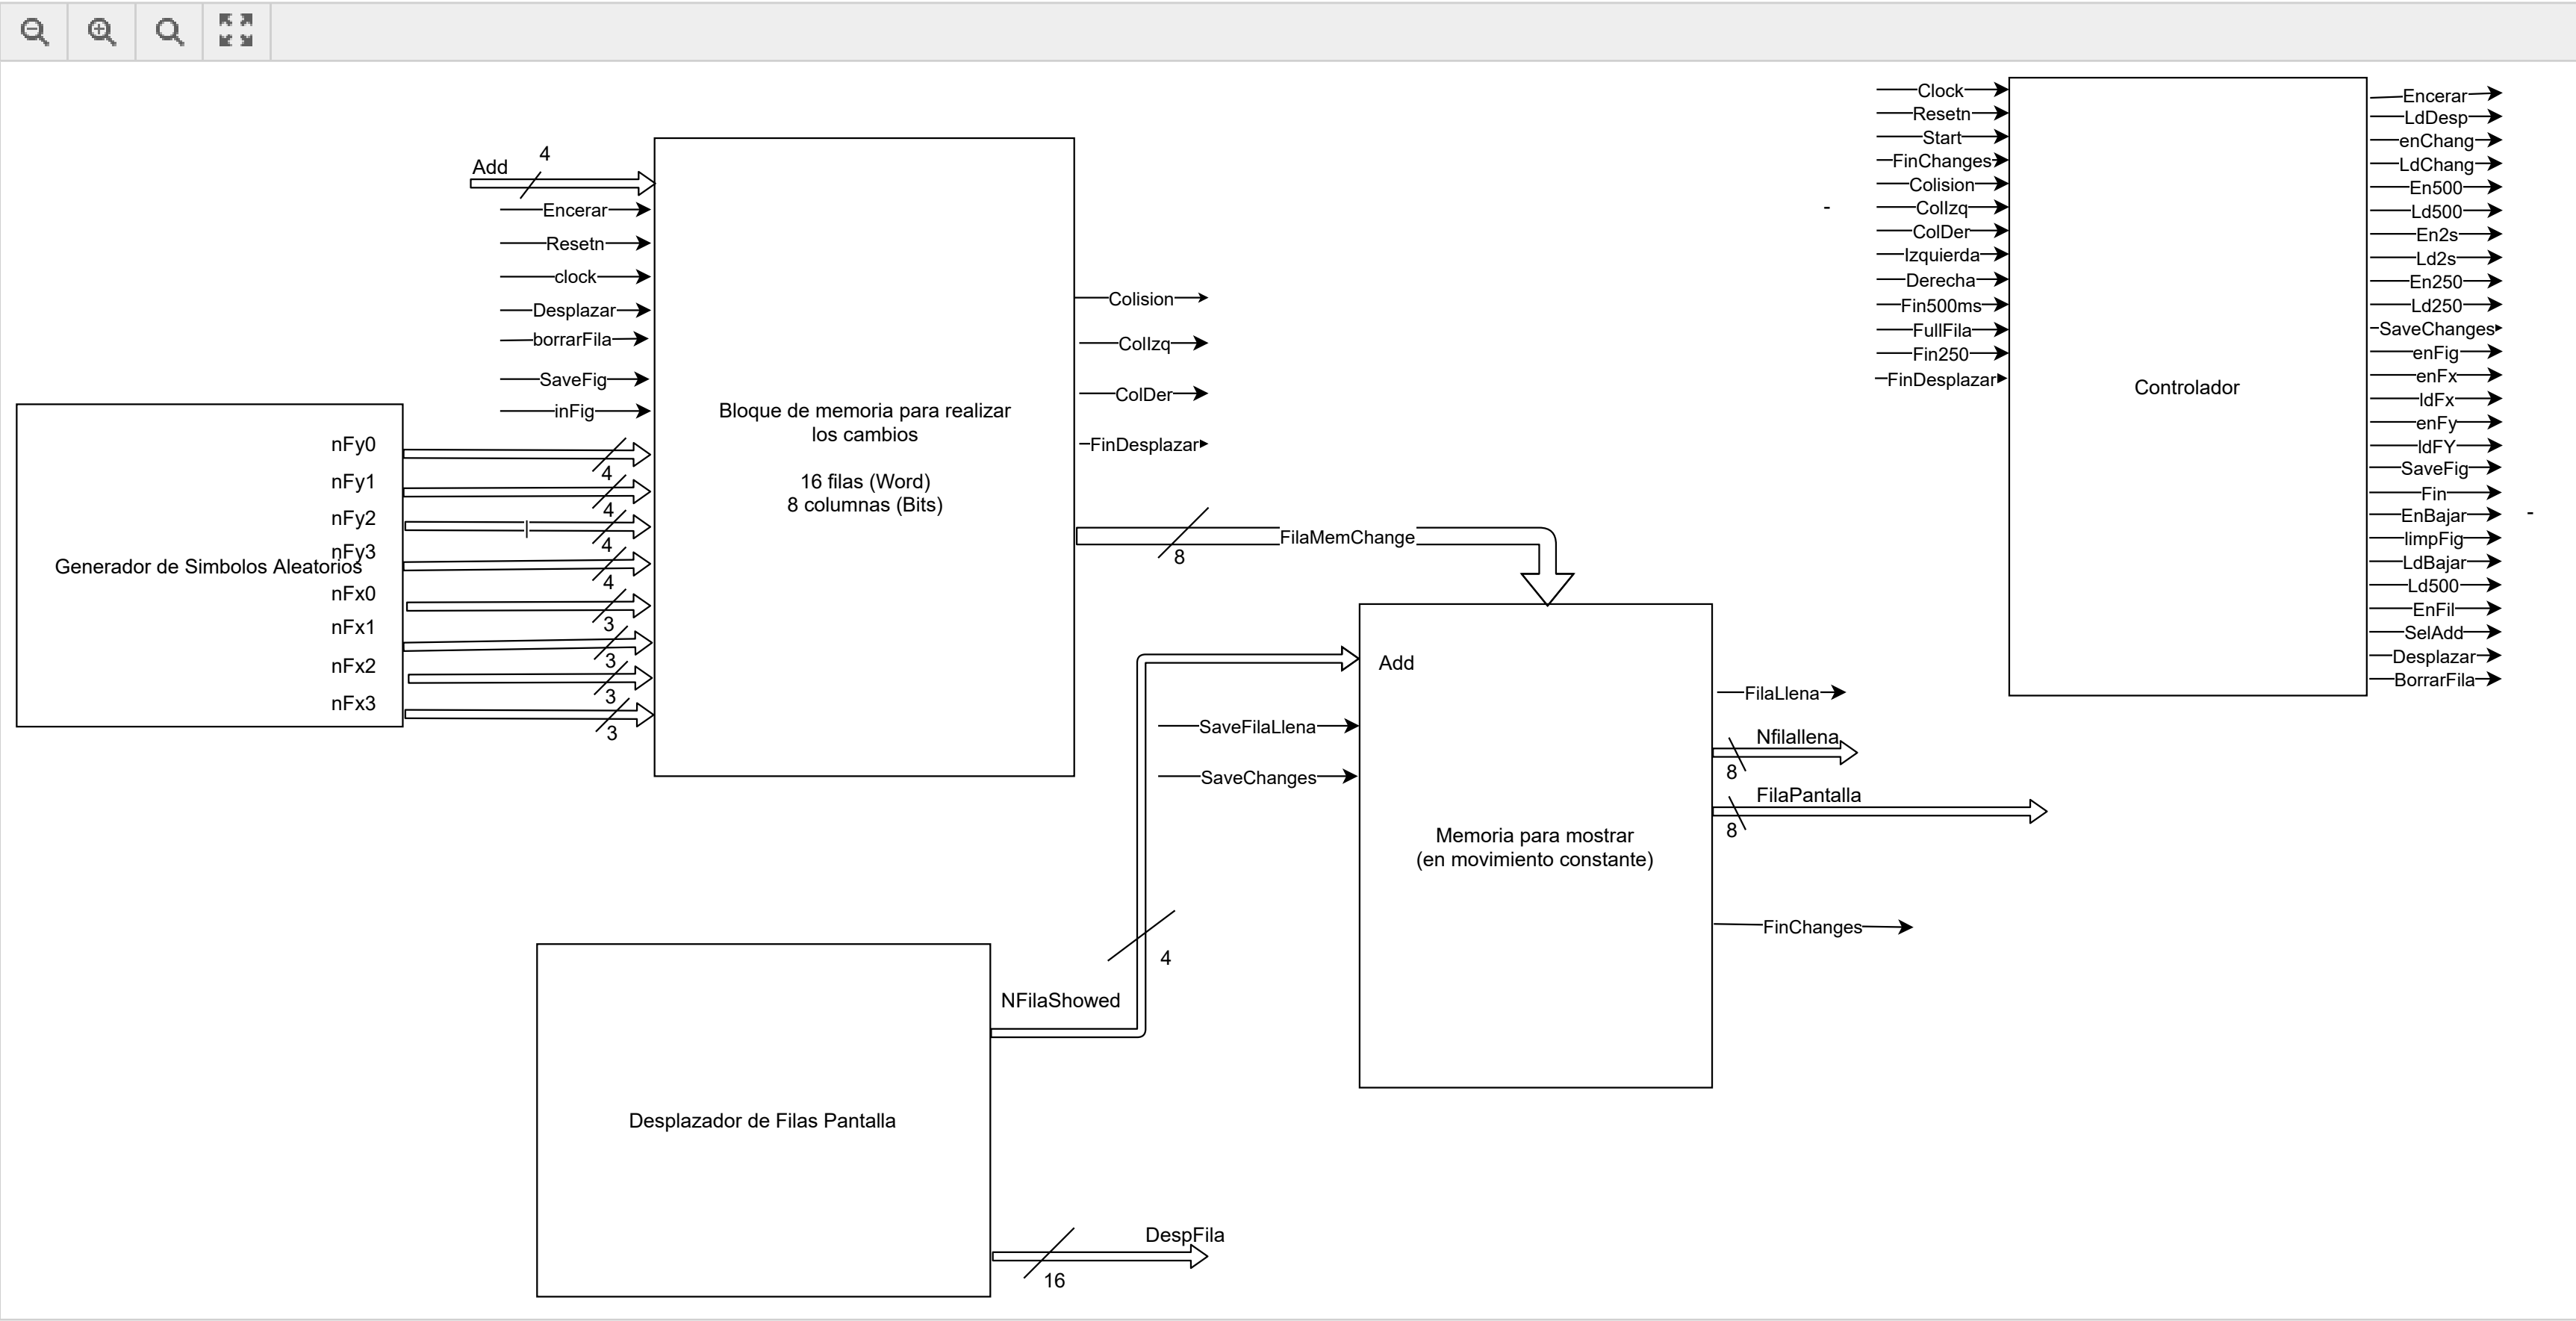 Add
4
Encerar
Resetn
clock
Desplazar
borrarFila
SaveFig
inFig
nFy0
4
nFy1
4
nFy2
4
nFy3
4
Generador de Simbolos Aleatorios
nFx0
3
nFx1
3
nFx2
3
nFx3
3
Bloque de memoria para realizar
los cambios
16 filas (Word)
8 columnas (Bits)
Colision
ColIzq
ColDer
FinDesplazar
FilaMemChange
8
Add
SaveFilaLlena
SaveChanges
Memoria para mostrar
(en movimiento constante)
FilaLlena
Nfilallena
8
FilaPantalla
8
FinChanges
4
NFilaShowed
Desplazador de Filas Pantalla
DespFila
16
Clock
Resetn
Start
FinChanges
Colision
-
ColIzq
ColDer
Izquierda
Derecha
Fin500ms
FullFila
Fin250
FinDesplazar
Controlador
Encerar
LdDesp
enChang
LdChang
En500
Ld500
En2s
Ld2s
En250
Ld250
SaveChanges
enFig
enFx
ldFx
enFy
ldFY
SaveFig
Fin
EnBajar
-
limpFig
LdBajar
Ld500
EnFil
SelAdd
Desplazar
BorrarFila